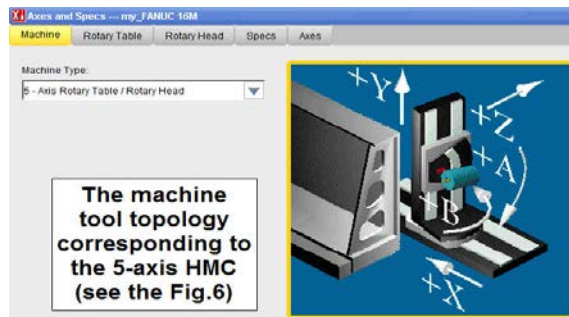 Axes and Specs --- my_FANUC 16M
Machine Rotary Table Rotary Head Specs Axes
Machine Type:
5 - Axis Rotary Table / Rotary Head
The machine
tool topology
corresponding to
the 5-axis HMC
(see the Fig.6)
+Y
+Z
+A
+B
+X